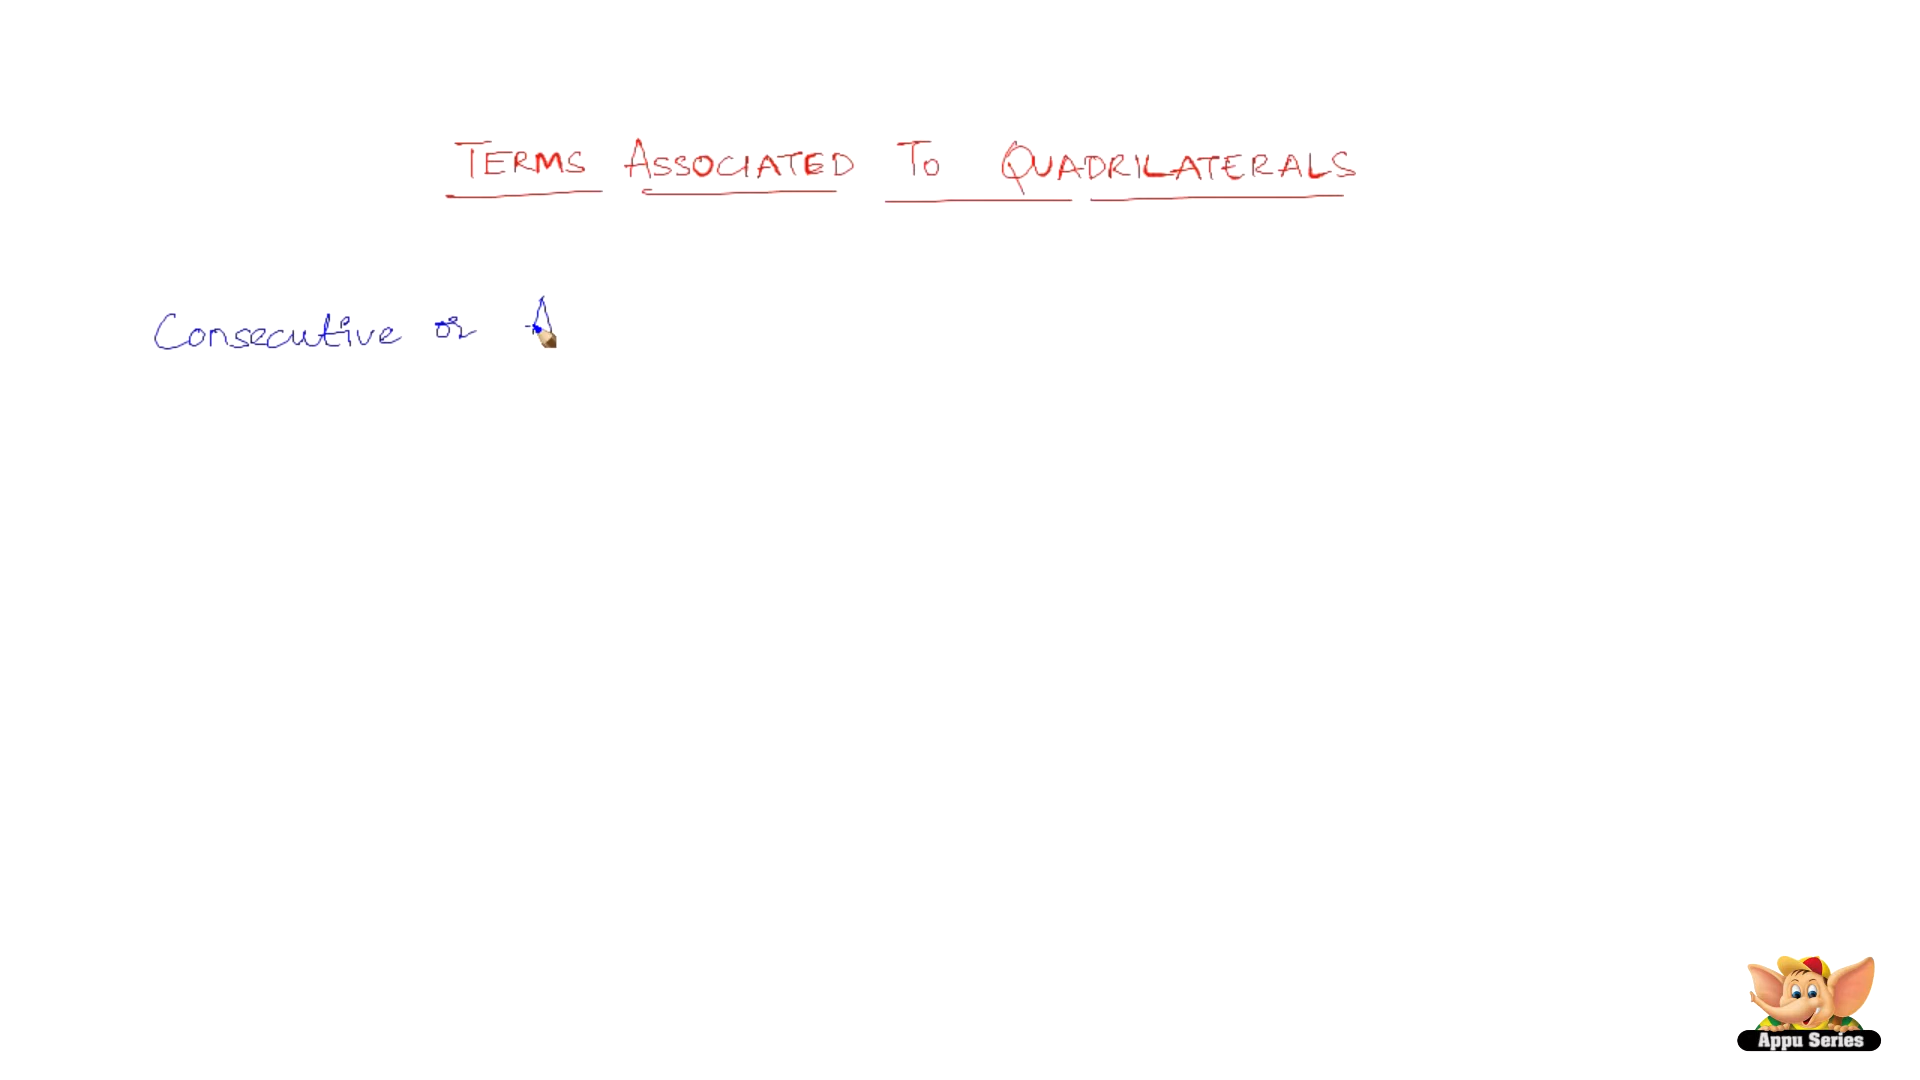 TERMS ASSOCIATED TO QUADRILATERALS
Consecutive or A
Appu Series